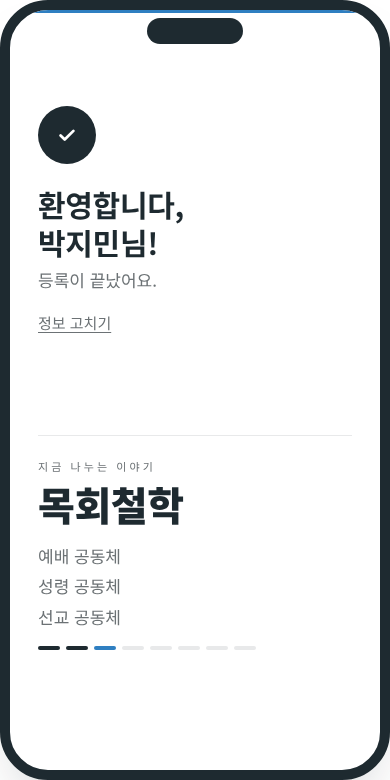 환영합니다,
박지민님!
등록이 끝났어요.
정보 고치기
지금 나누는 이야기
목회철학
예배 공동체
성령 공동체
선교 공동체